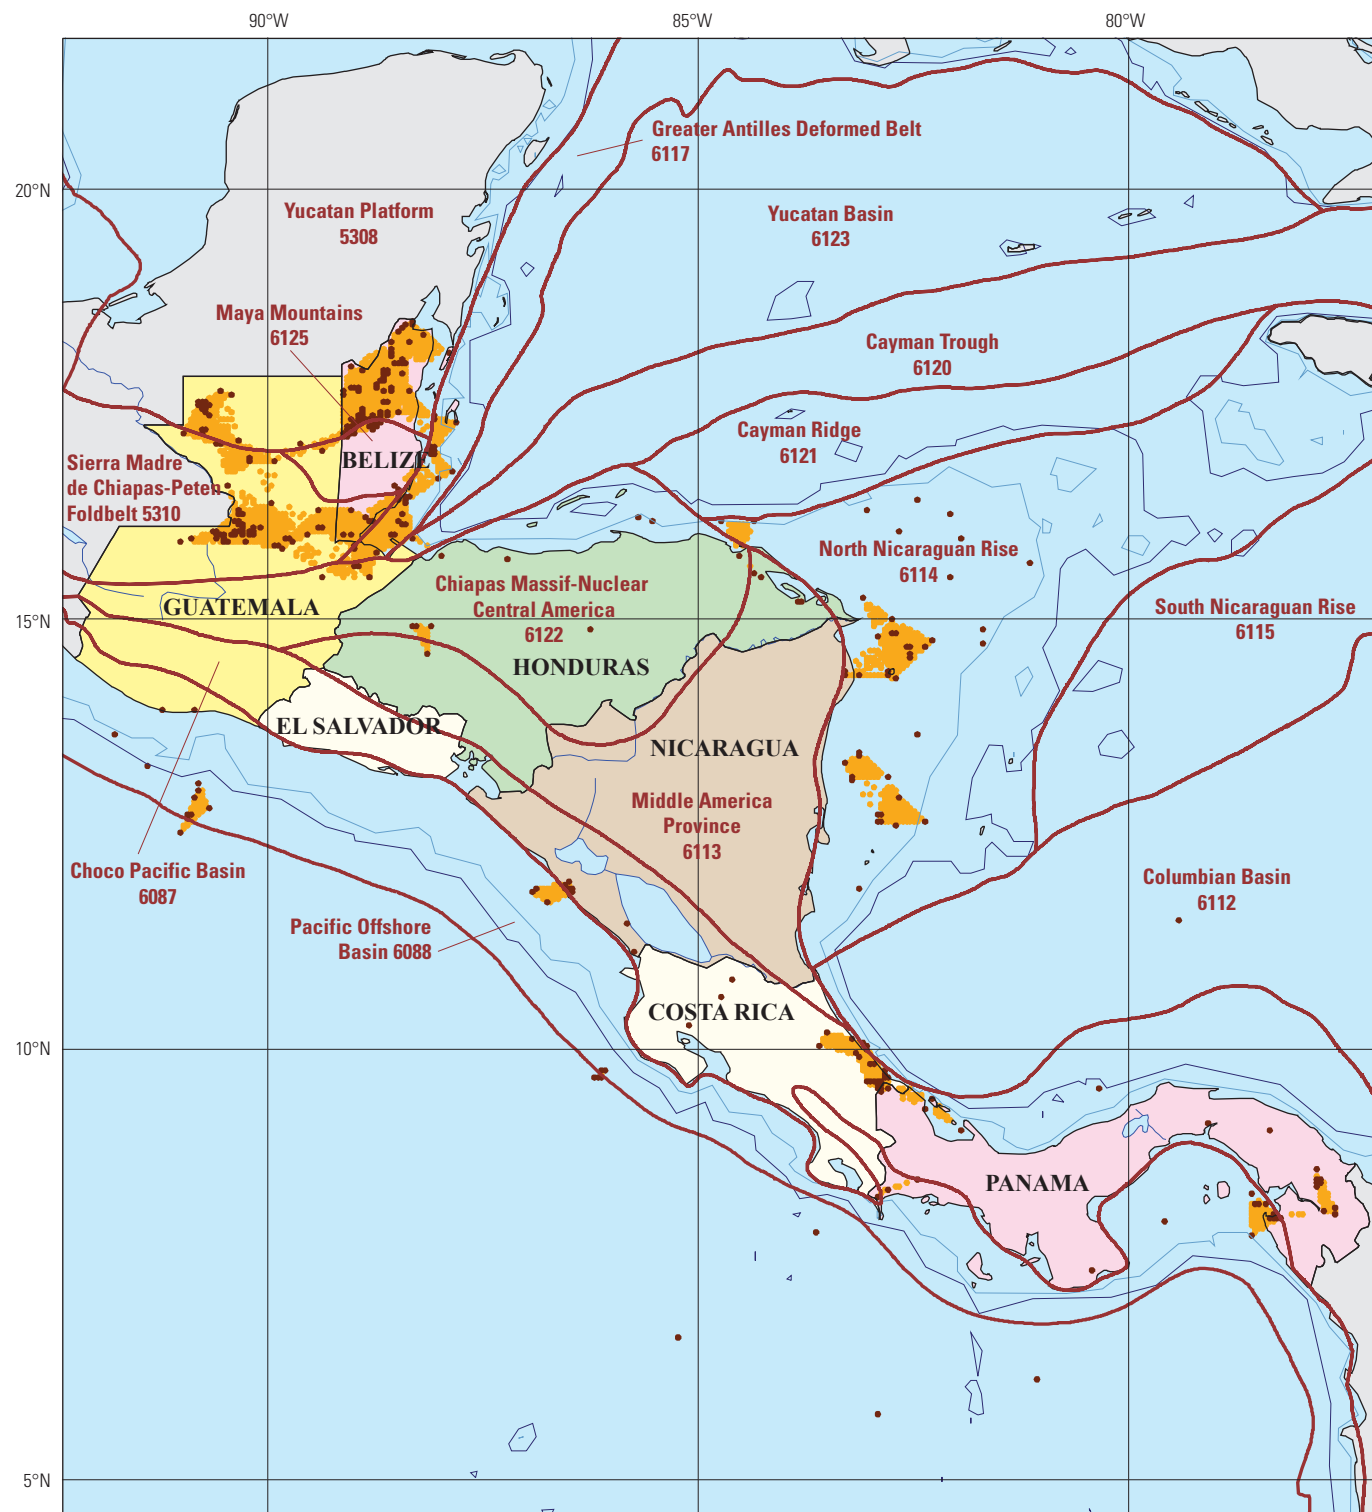 90°W
85°W
80°W
Greater Antilles Deformed Belt
6117
20°N
Yucatan Platform
5308
Yucatan Basin
6123
Maya Mountains
6125
Cayman Trough
6120
Cayman Ridge
6121
BELIZE
Sierra Madre
de Chiapas-Peten
Foldbelt 5310
North Nicaraguan Rise
6114
Chiapas Massif-Nuclear
Central America
6122
GUATEMALA
South Nicaraguan Rise
6115
15°N
HONDURAS
EL SALVADOR
NICARAGUA
Middle America
Province
6113
Choco Pacific Basin
6087
Columbian Basin
6112
Pacific Offshore
Basin 6088
COSTA RICA
10°N
PANAMA
5°N